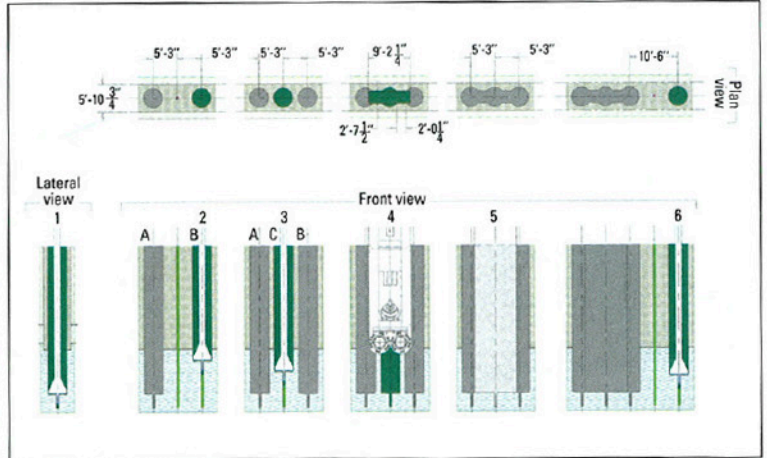 5'-3" 5'-3" 5'-3" 5'-3" 9'-2 1/4" 5'-3" 5'-3" 10'-6"
5'-10 3/4"
Plan view
2'-7 1/2" 2'-0 1/4"
Lateral view
Front view
1 2 3 4 5 6
A B A C B